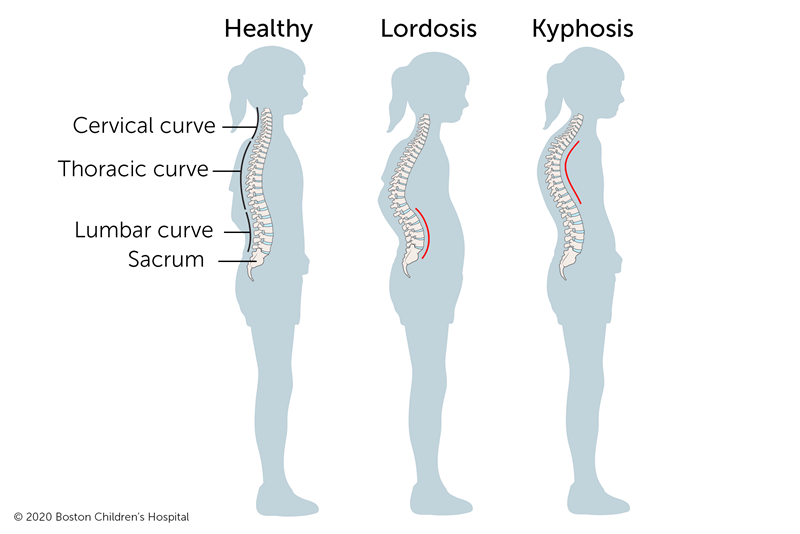 Healthy
Lordosis
Kyphosis
Cervical curve
Thoracic curve
Lumbar curve
Sacrum
© 2020 Boston Children’s Hospital